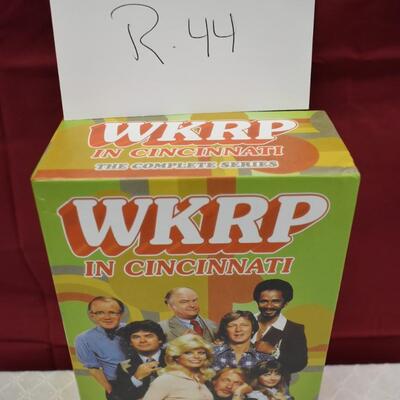 R.44
WKRP
IN CINCINNATI
THE COMPLETE SERIES
WKRP
IN CINCINNATI